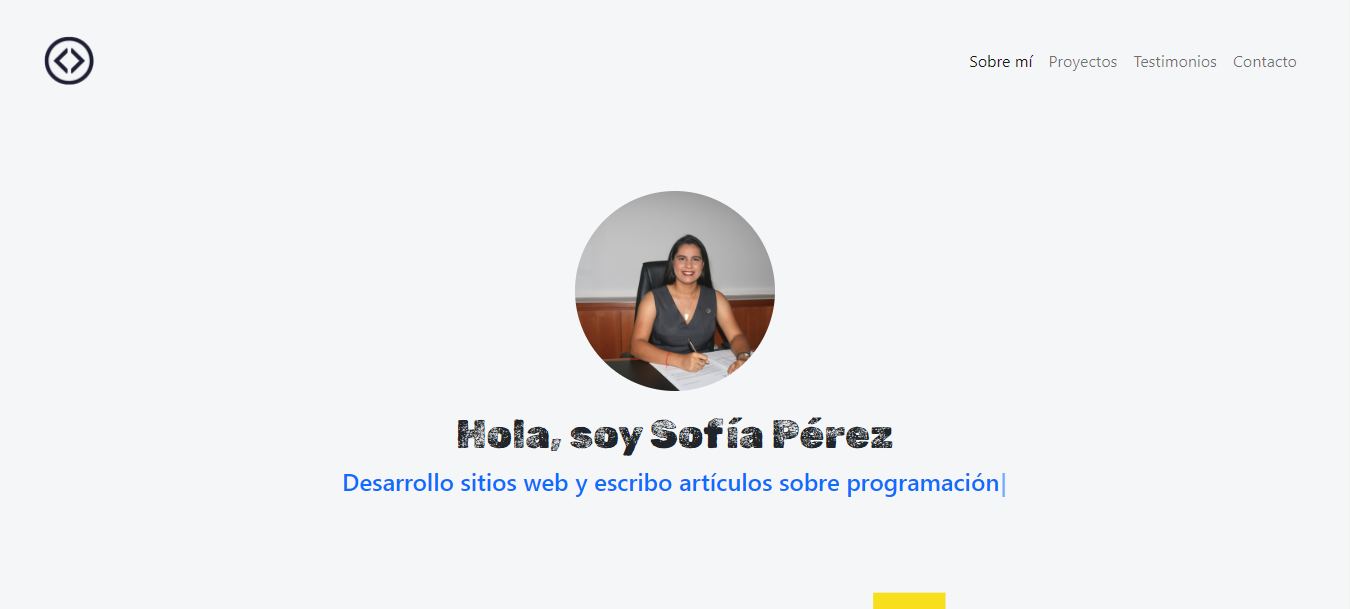 Sobre mí Proyectos Testimonios Contacto
Hola, soy Sofía Pérez
Desarrollo sitios web y escribo artículos sobre programación|